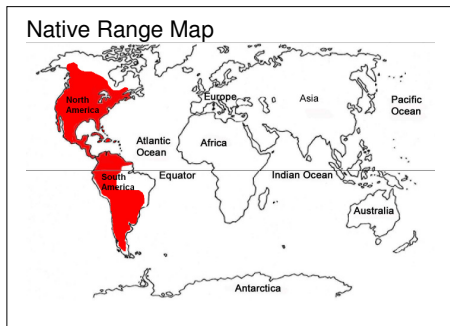 Native Range Map
North
America
Europe
Asia
Pacific
Ocean
Atlantic
Ocean
Africa
South
America
Equator
Indian Ocean
Australia
Antarctica